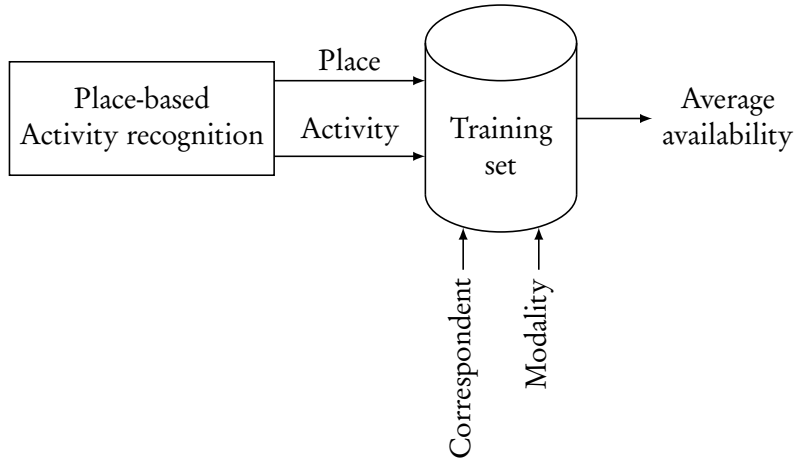 Place-based
Activity recognition
Place
Activity
Training
set
Average
availability
Correspondent
Modality